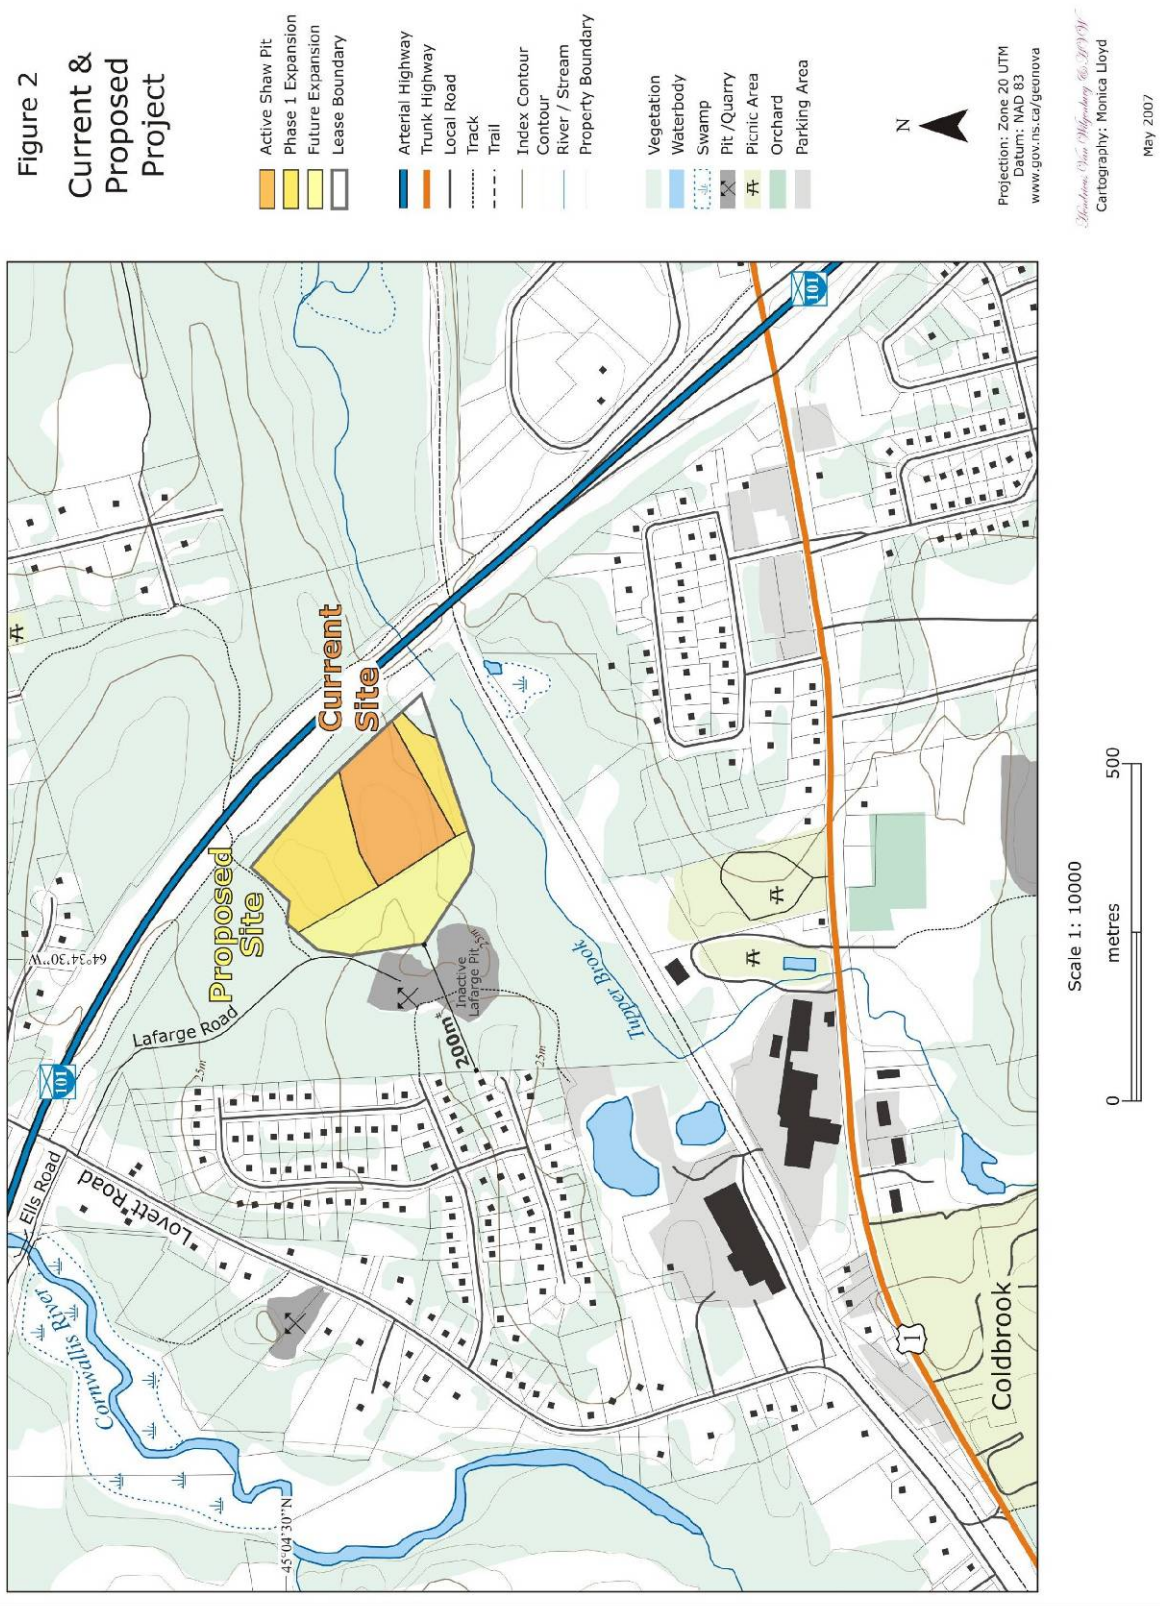 Figure 2
Current &
Proposed
Project
Active Shaw Pit
Phase 1 Expansion
Future Expansion
Lease Boundary
Arterial Highway
Trunk Highway
Local Road
Track
Trail
Index Contour
Contour
River / Stream
Property Boundary
Vegetation
Waterbody
Swamp
Pit /Quarry
Picnic Area
Orchard
Parking Area
N
Projection: Zone 20 UTM
Datum: NAD 83
www.gov.ns.ca/geonova
Cartography: Monica Lloyd
May 2007
101
101
Ells Road
Lovett Road
Cornwallis River
Lafarge Road
64°34'30"W
Proposed
Site
Current
Site
25m
25m
25m
200m*
Inactive
Lafarge Pit
Tupper Brook
45°04'30"N
1
Coldbrook
Scale 1: 10000
0
metres
500